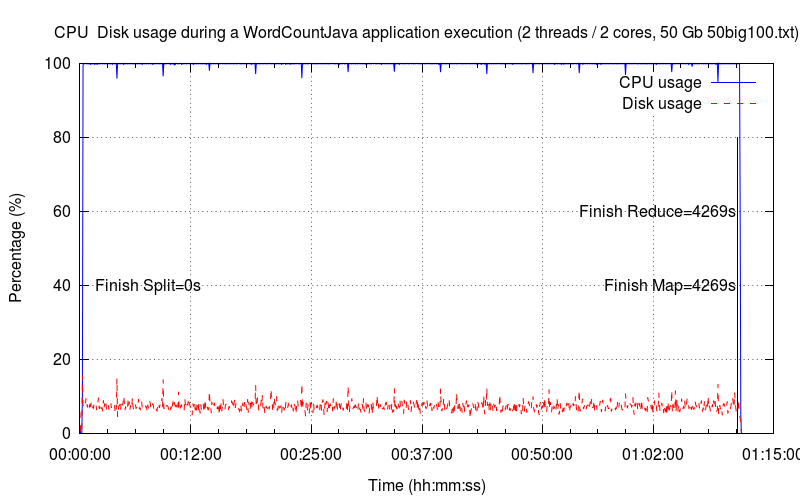 CPU  Disk usage during a WordCountJava application execution (2 threads / 2 cores, 50 Gb 50big100.txt)
100
CPU usage
Disk usage
80
60
Finish Reduce=4269s
Percentage (%)
40
Finish Split=0s
Finish Map=4269s
20
0
00:00:00 00:12:00 00:25:00 00:37:00 00:50:00 01:02:00 01:15:00
Time (hh:mm:ss)